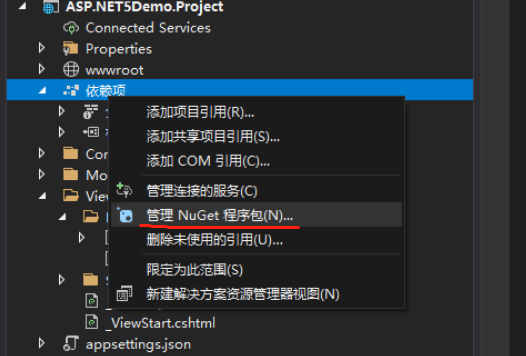 ASP.NET5Demo.Project
Connected Services
Properties
wwwroot
依赖项
添加项目引用(R)...
添加共享项目引用(S)...
添加 COM 引用(C)...
管理连接的服务(C)
管理 NuGet 程序包(N)...
删除未使用的引用(U)...
限定为此范围(S)
新建解决方案资源管理器视图(N)
Con
Mo
Vie
_ViewStart.cshtml
appsettings.json